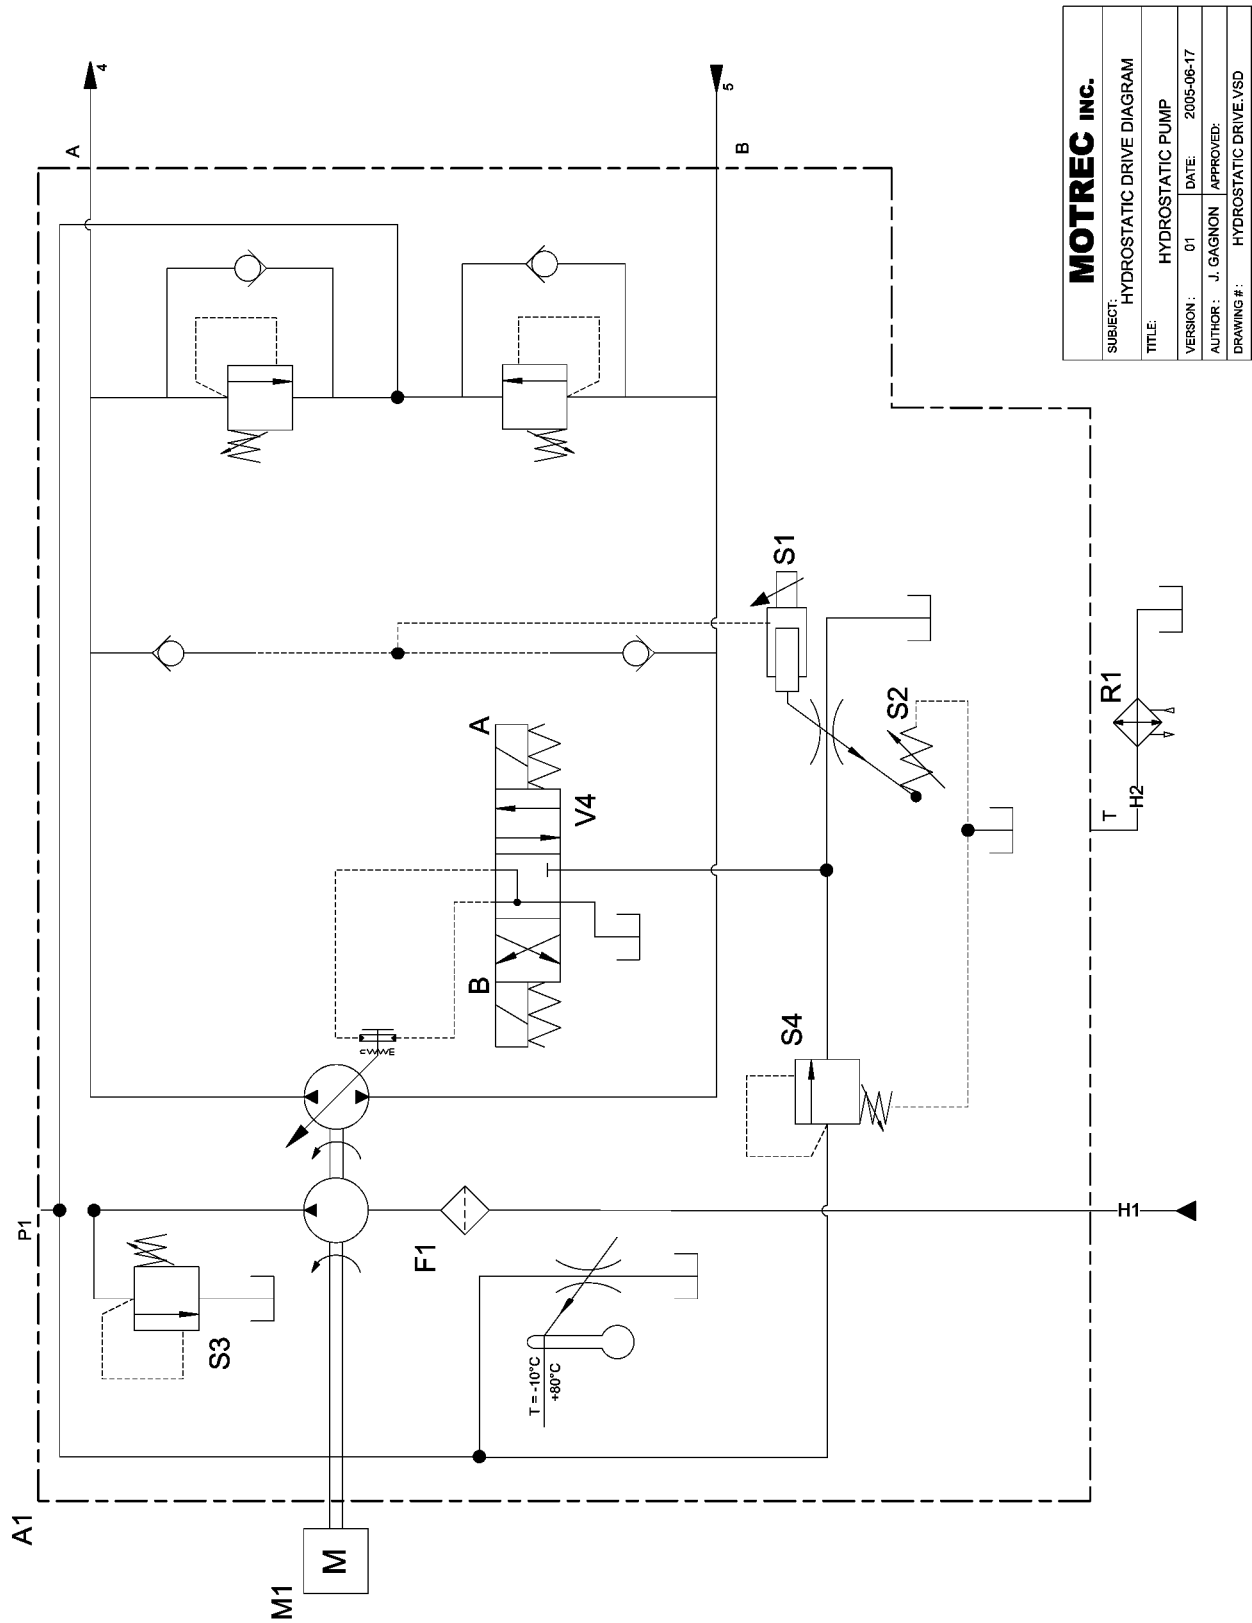 A1
P1
M1
M
S3
F1
T = -10°C
+80°C
H1
B
A
V4
S4
S1
S2
T
H2
R1
A
4
B
5
MOTREC INC.
SUBJECT:
HYDROSTATIC DRIVE DIAGRAM
TITLE:
HYDROSTATIC PUMP
VERSION : 01 DATE: 2005-06-17
AUTHOR : J. GAGNON APPROVED:
DRAWING # : HYDROSTATIC DRIVE.VSD